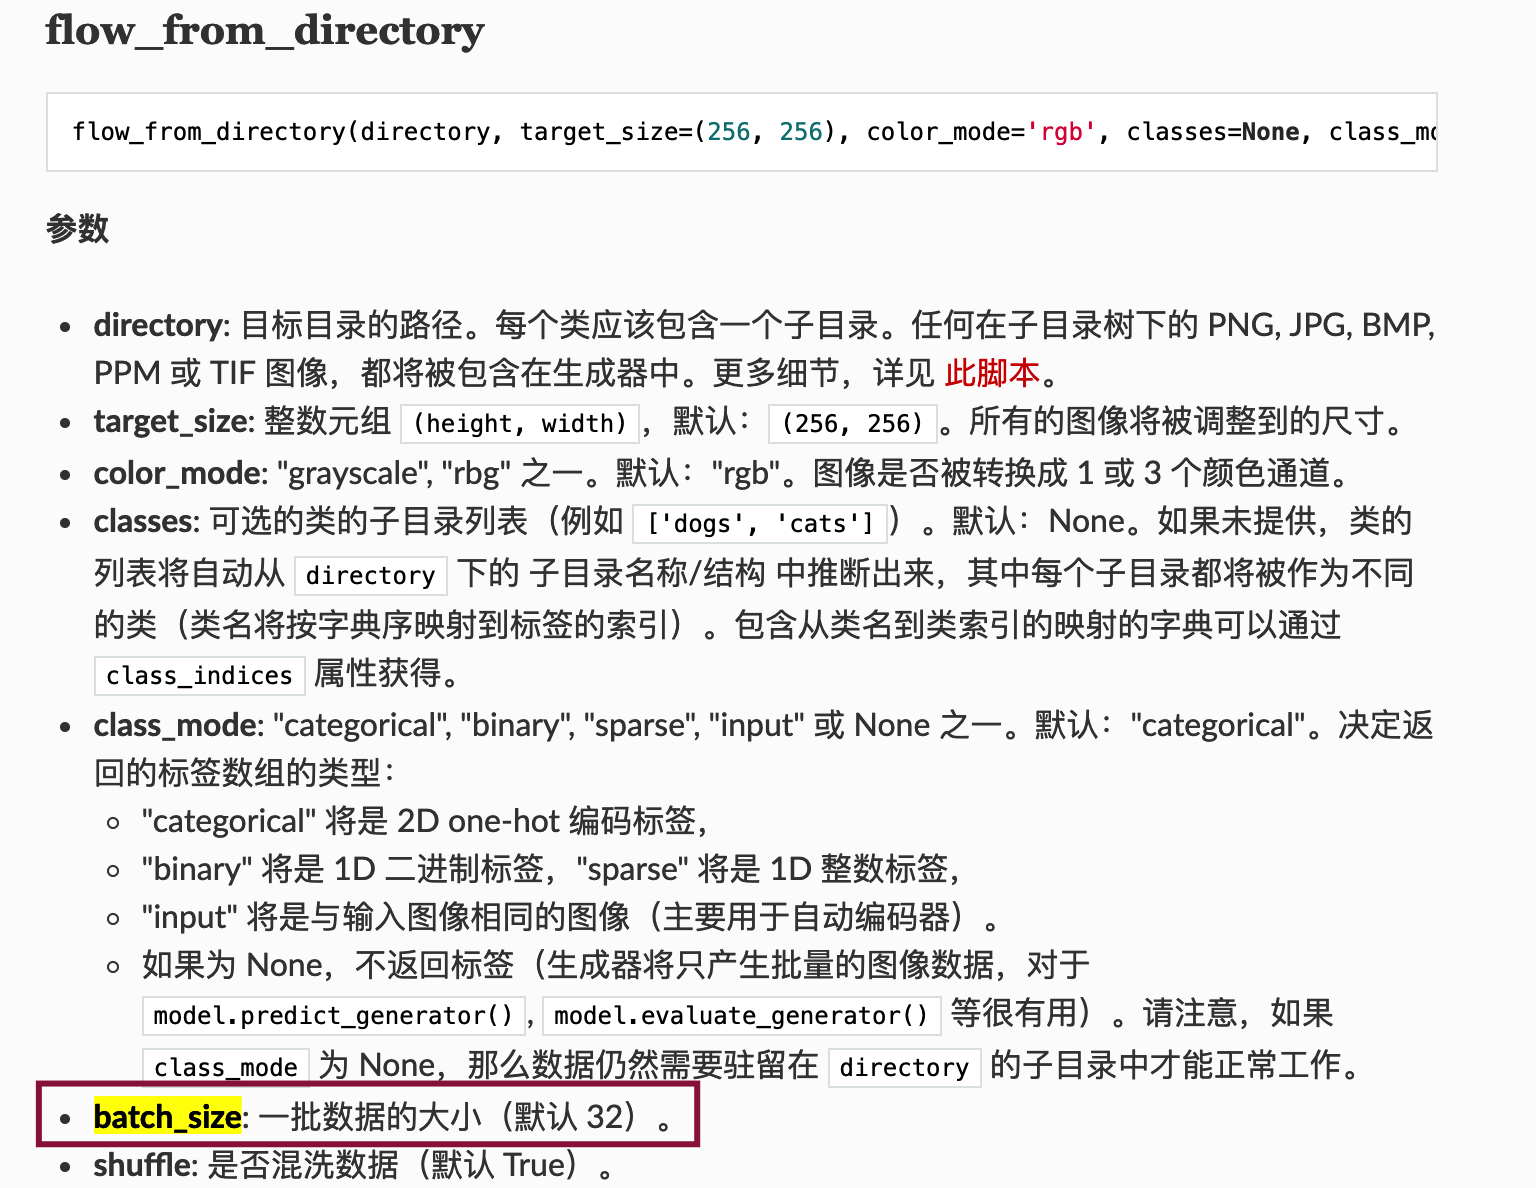 flow_from_directory
flow_from_directory(directory, target_size=(256, 256), color_mode='rgb', classes=None, class_mo
参数
directory: 目标目录的路径。每个类应该包含一个子目录。任何在子目录树下的 PNG, JPG, BMP,
PPM 或 TIF 图像，都将被包含在生成器中。更多细节，详见 此脚本。
target_size: 整数元组 (height, width)，默认：(256, 256)。所有的图像将被调整到的尺寸。
color_mode: "grayscale", "rbg" 之一。默认："rgb"。图像是否被转换成 1 或 3 个颜色通道。
classes: 可选的类的子目录列表（例如 ['dogs', 'cats']）。默认：None。如果未提供，类的
列表将自动从 directory 下的 子目录名称/结构 中推断出来，其中每个子目录都将被作为不同
的类（类名将按字典序映射到标签的索引）。包含从类名到类索引的映射的字典可以通过
class_indices 属性获得。
class_mode: "categorical", "binary", "sparse", "input" 或 None 之一。默认："categorical"。决定返
回的标签数组的类型：
"categorical" 将是 2D one-hot 编码标签，
"binary" 将是 1D 二进制标签，"sparse" 将是 1D 整数标签，
"input" 将是与输入图像相同的图像（主要用于自动编码器）。
如果为 None，不返回标签（生成器将只产生批量的图像数据，对于
model.predict_generator(), model.evaluate_generator() 等很有用）。请注意，如果
class_mode 为 None，那么数据仍然需要驻留在 directory 的子目录中才能正常工作。
batch_size: 一批数据的大小（默认 32）。
shuffle: 是否混洗数据（默认 True）。